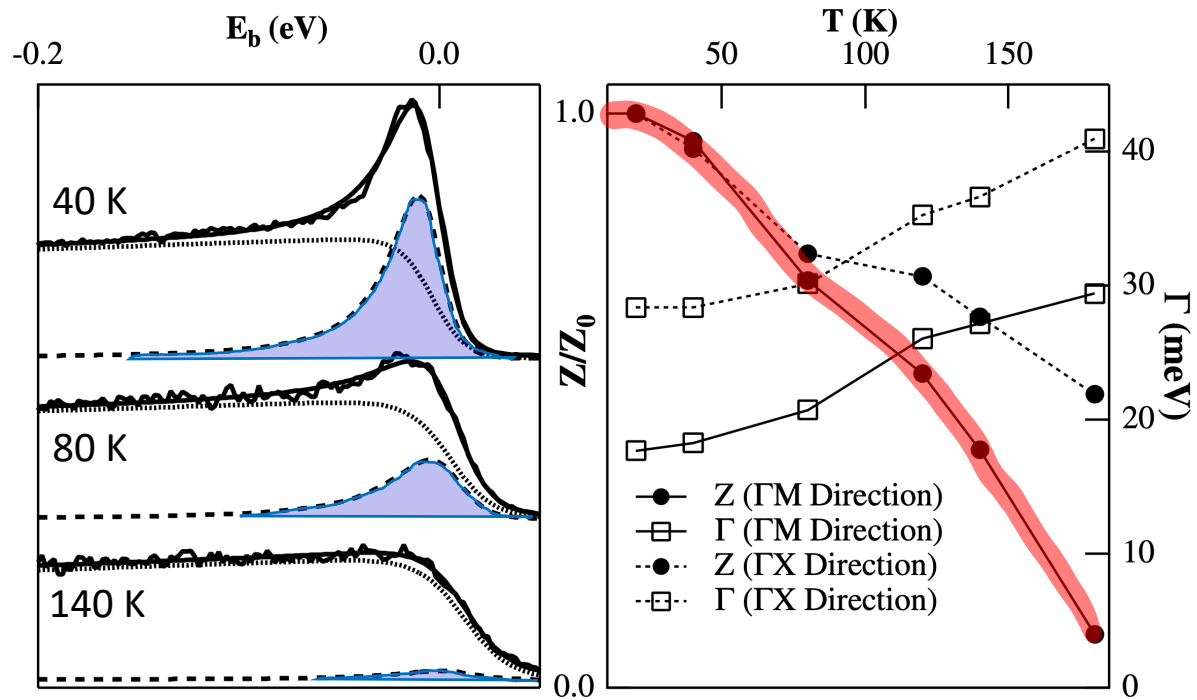 E_b (eV)
-0.2
0.0
40 K
80 K
140 K
T (K)
50
100
150
1.0
Z/Z_0
0.0
40
30
20
10
0
Γ (meV)
Z (ΓM Direction)
Γ (ΓM Direction)
Z (ΓX Direction)
Γ (ΓX Direction)